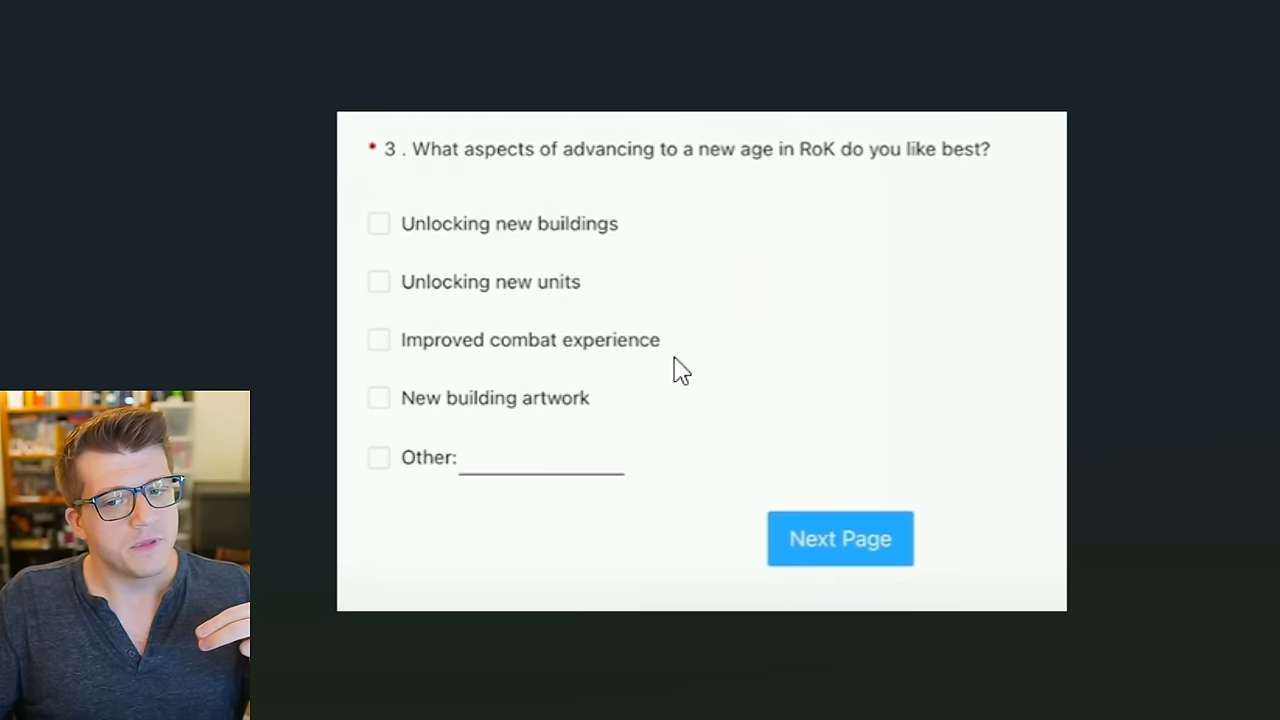 * 3 . What aspects of advancing to a new age in RoK do you like best?
Unlocking new buildings
Unlocking new units
Improved combat experience
New building artwork
Other:
Next Page